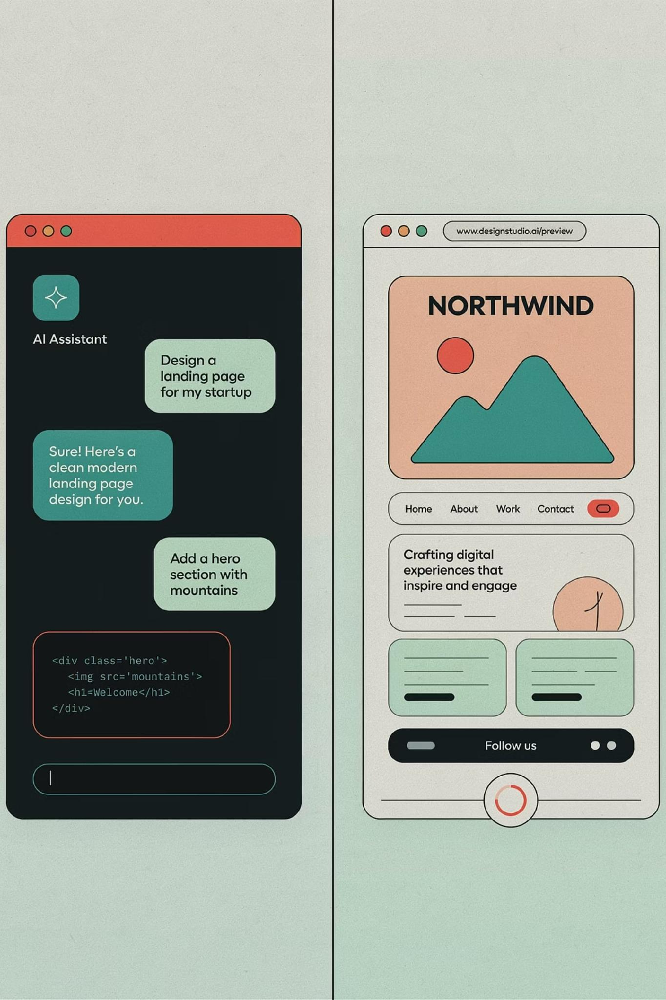 AI Assistant
Design a
landing page
for my startup
Sure! Here's a
clean modern
landing page
design for you.
Add a hero
section with
mountains
<div class='hero'>
<img src='mountains'>
<h1=Welcome</h1>
</div>
www.designstudio.ai/preview
NORTHWIND
Home About Work Contact
Crafting digital
experiences that
inspire and engage
Follow us